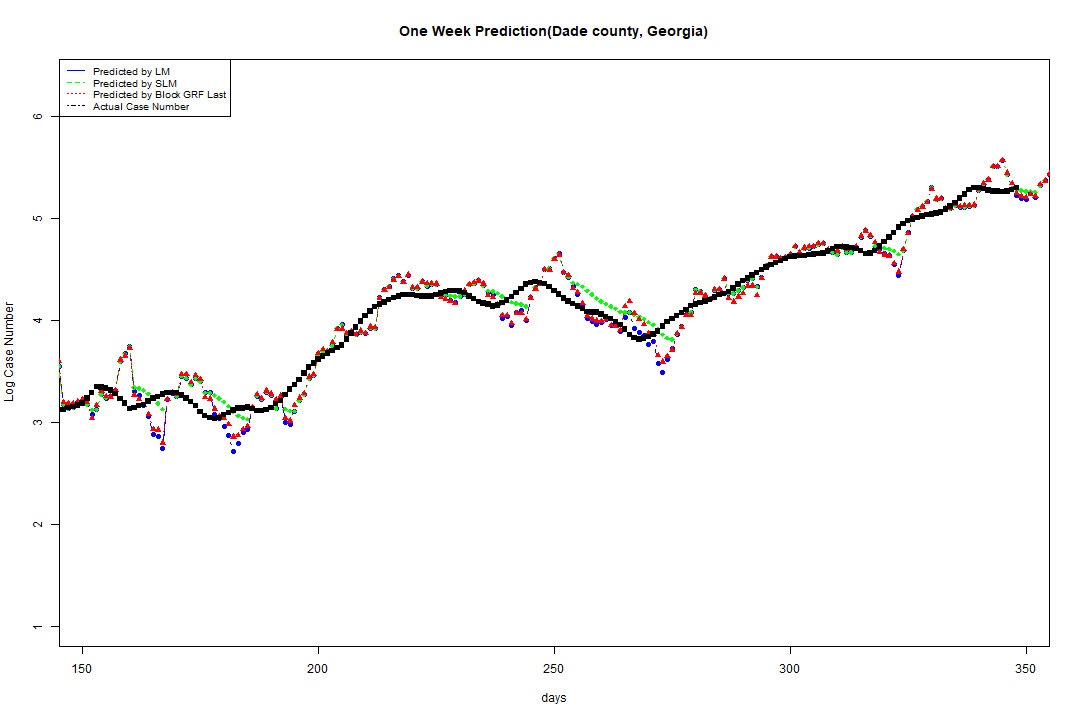 One Week Prediction(Dade county, Georgia)
Predicted by LM
Predicted by SLM
Predicted by Block GRF Last
Actual Case Number
6
5
4
3
2
1
Log Case Number
150 200 250 300 350
days